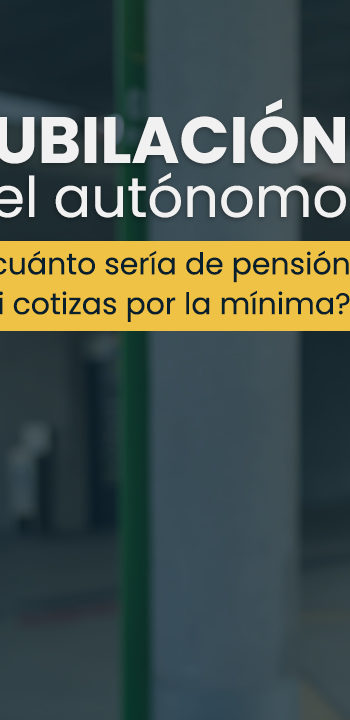 UBILACIÓN
el autónomo
cuánto sería de pensión
i cotizas por la mínima?